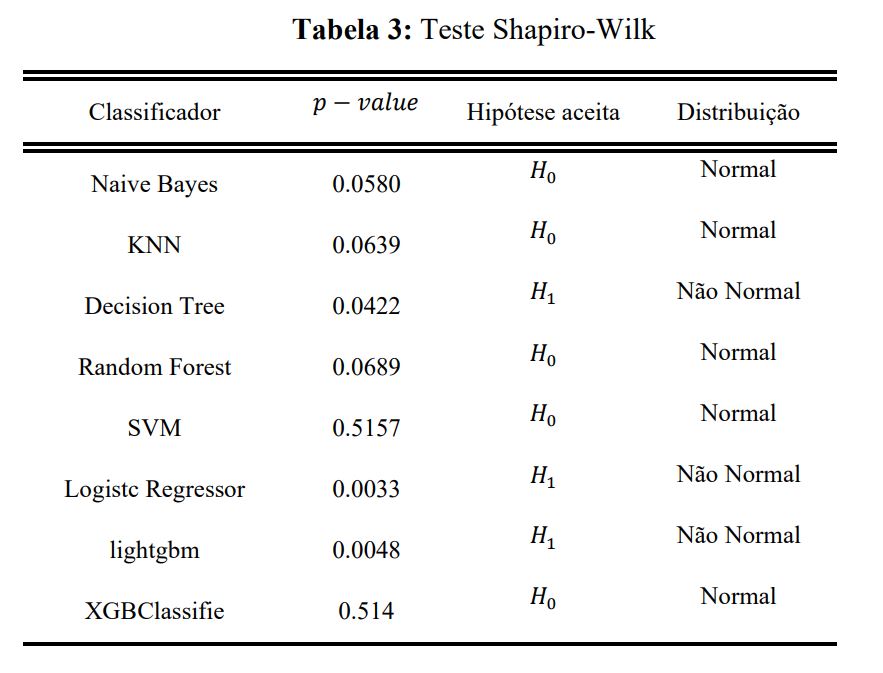 Tabela 3: Teste Shapiro-Wilk
Classificador p − value Hipótese aceita Distribuição
Naive Bayes 0.0580 H₀ Normal
KNN 0.0639 H₀ Normal
Decision Tree 0.0422 H₁ Não Normal
Random Forest 0.0689 H₀ Normal
SVM 0.5157 H₀ Normal
Logistc Regressor 0.0033 H₁ Não Normal
lightgbm 0.0048 H₁ Não Normal
XGBClassifie 0.514 H₀ Normal